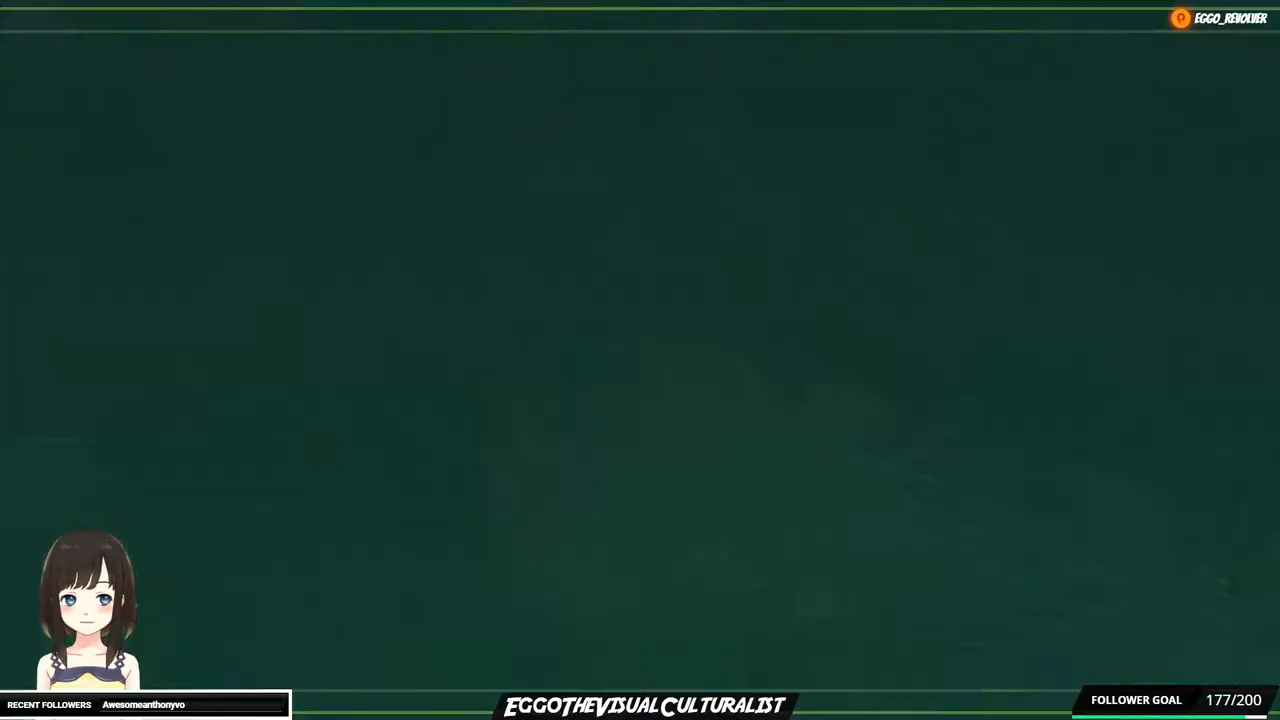 EGGO_REVOLVER
RECENT FOLLOWERS Awesomeanthonyvo
EGGOTHEVISUALCULTURALIST
FOLLOWER GOAL 177/200